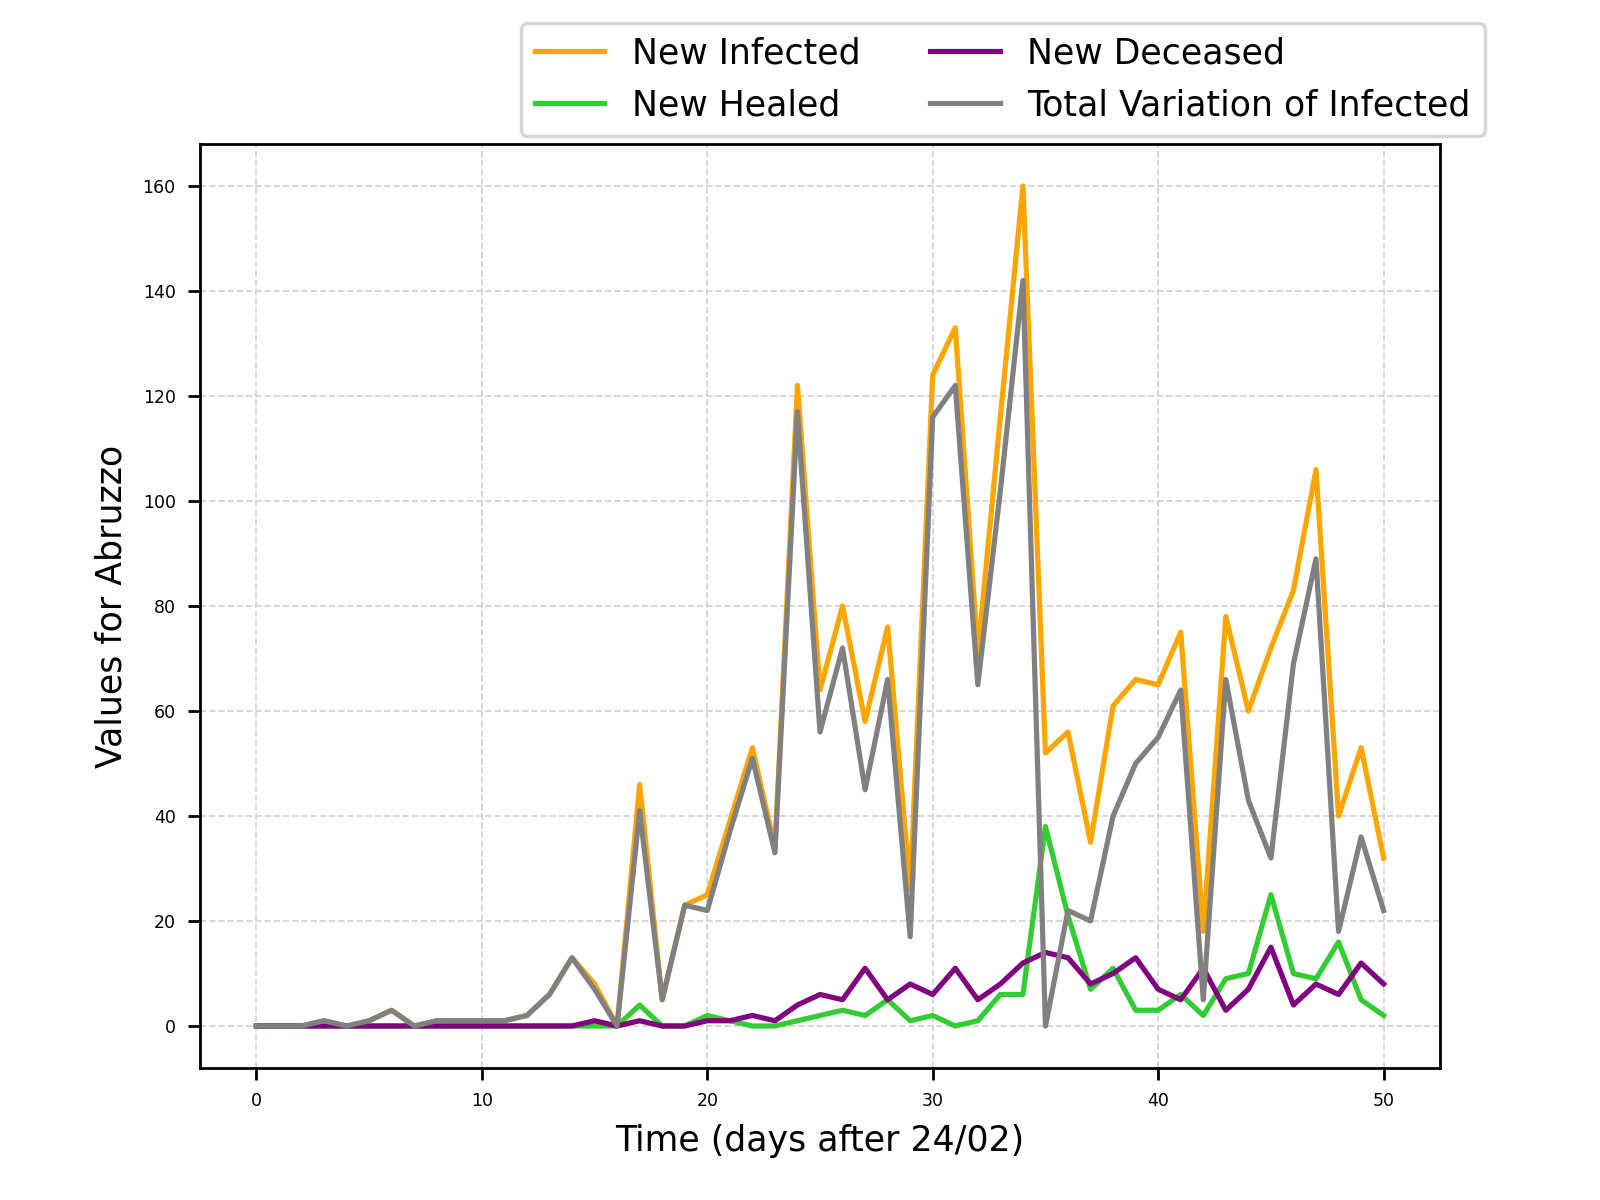 New Infected
New Healed
New Deceased
Total Variation of Infected
160
140
120
100
80
60
40
20
0
Values for Abruzzo
0 10 20 30 40 50
Time (days after 24/02)